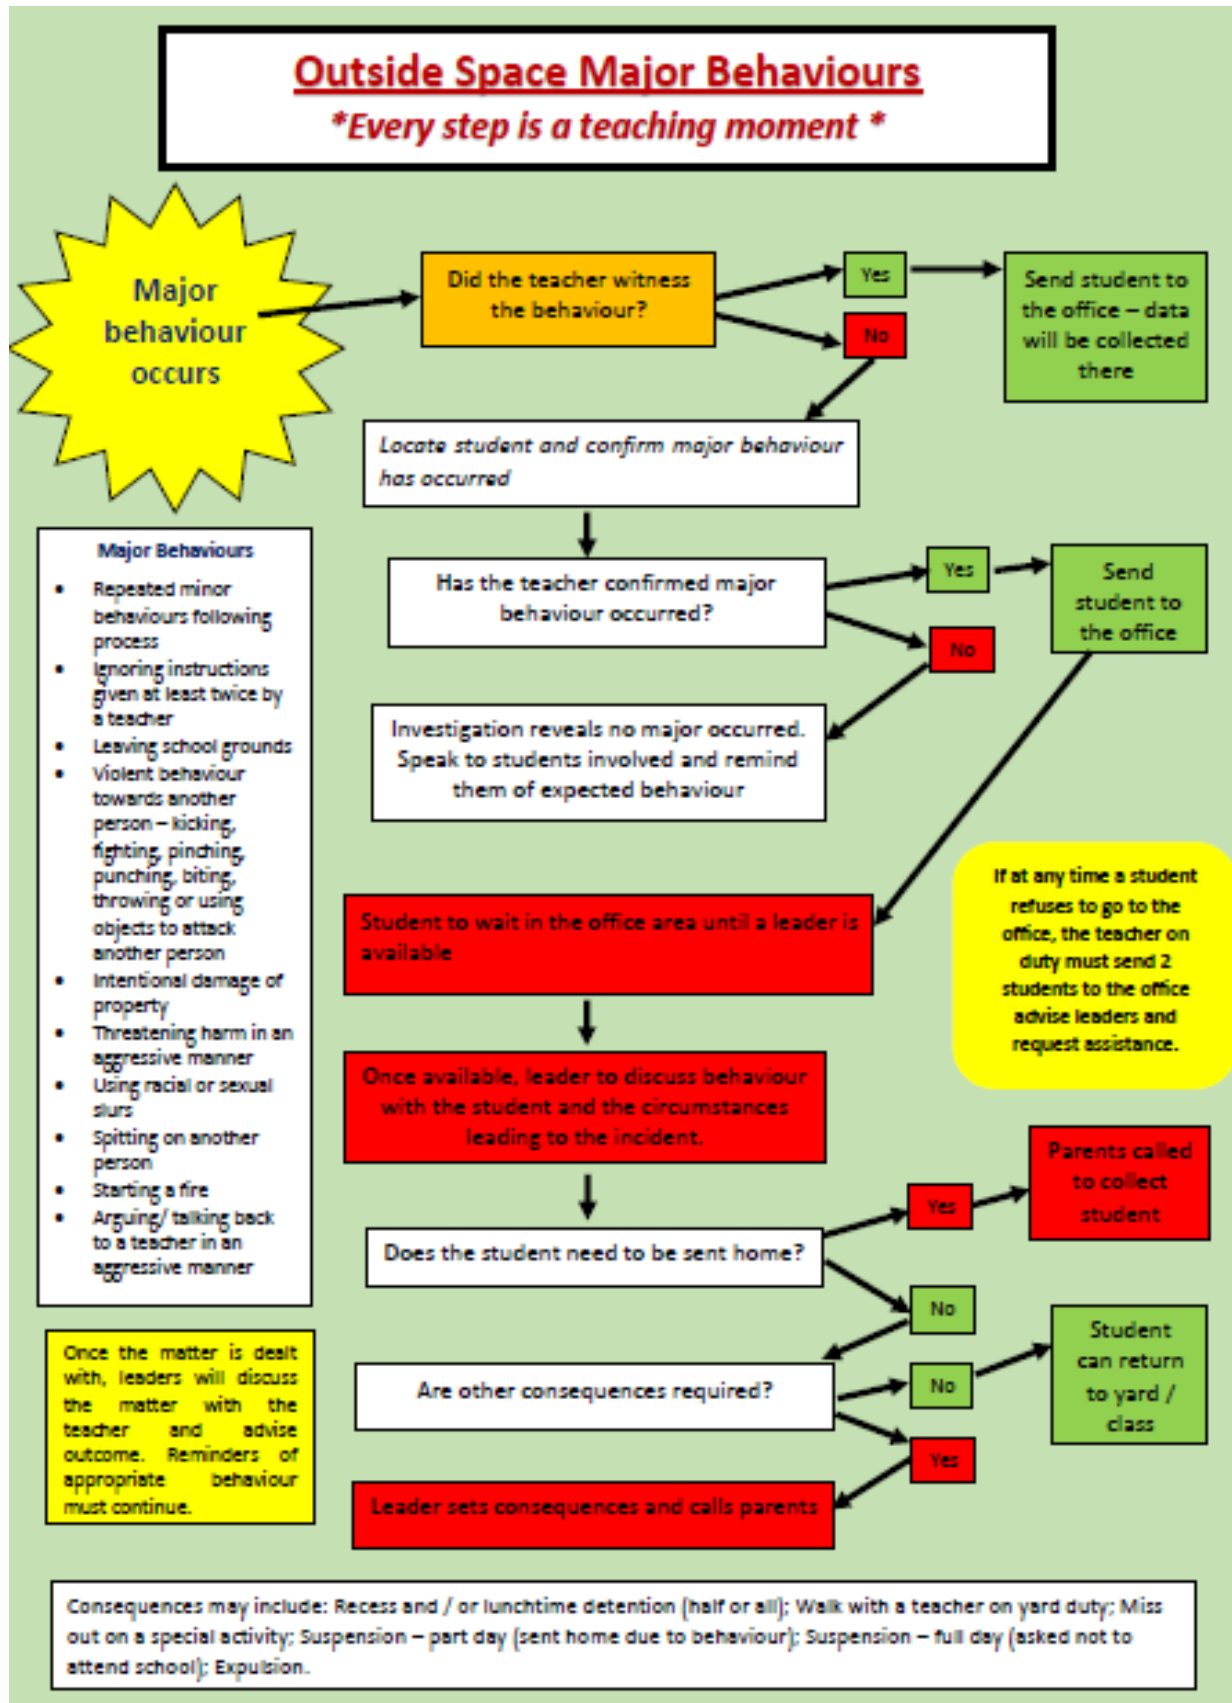 Outside Space Major Behaviours
*Every step is a teaching moment *
Major
behaviour
occurs
Did the teacher witness
the behaviour?
Yes
No
Send student to
the office – data
will be collected
there
Locate student and confirm major behaviour
has occurred
Has the teacher confirmed major
behaviour occurred?
Yes
No
Send
student to
the office
Investigation reveals no major occurred.
Speak to students involved and remind
them of expected behaviour
Major Behaviours
• Repeated minor
behaviours following
process
• Ignoring instructions
given at least twice by
a teacher
• Leaving school grounds
• Violent behaviour
towards another
person – kicking,
fighting, pinching,
punching, biting,
throwing or using
objects to attack
another person
• Intentional damage of
property
• Threatening harm in an
aggressive manner
• Using racial or sexual
slurs
• Spitting on another
person
• Starting a fire
• Arguing/ talking back
to a teacher in an
aggressive manner
If at any time a student
refuses to go to the
office, the teacher on
duty must send 2
students to the office
advise leaders and
request assistance.
Student to wait in the office area until a leader is
available
Once available, leader to discuss behaviour
with the student and the circumstances
leading to the incident.
Does the student need to be sent home?
Yes
Parents called
to collect
student
No
Are other consequences required?
No
Student
can return
to yard /
class
Yes
Leader sets consequences and calls parents
Once the matter is dealt
with, leaders will discuss
the matter with the
teacher and advise
outcome. Reminders of
appropriate behaviour
must continue.
Consequences may include: Recess and / or lunchtime detention (half or all); Walk with a teacher on yard duty; Miss
out on a special activity; Suspension – part day (sent home due to behaviour); Suspension – full day (asked not to
attend school); Expulsion.